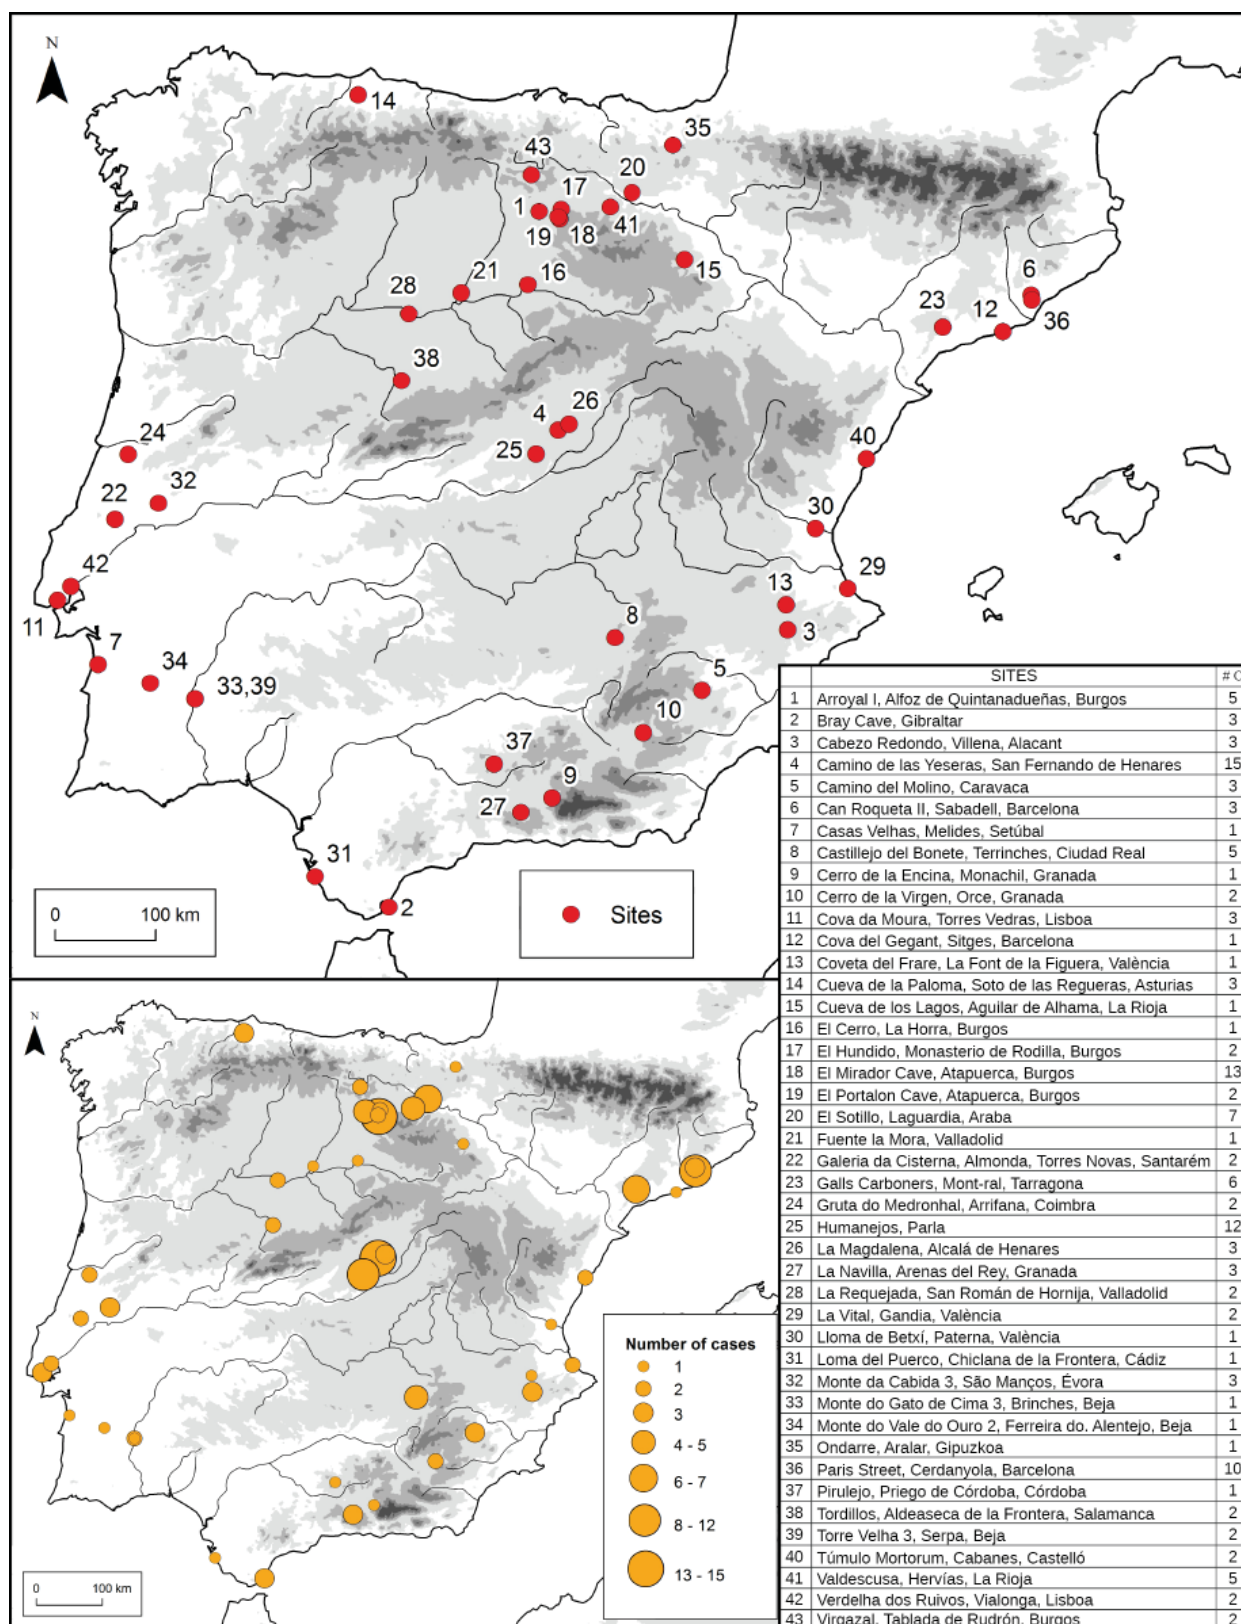 N
14
35
43
17
20
1
19
18
41
15
16
21
28
6
23
12
36
38
4
26
25
24
22
32
40
30
42
11
29
13
3
8
7
34
33,39
5
10
37
9
27
31
2
0 100 km
Sites
SITES # C
1 Arroyal I, Alfoz de Quintanadueñas, Burgos 5
2 Bray Cave, Gibraltar 3
3 Cabezo Redondo, Villena, Alacant 3
4 Camino de las Yeseras, San Fernando de Henares 15
5 Camino del Molino, Caravaca 3
6 Can Roqueta II, Sabadell, Barcelona 3
7 Casas Velhas, Melides, Setúbal 1
8 Castillejo del Bonete, Terrinches, Ciudad Real 5
9 Cerro de la Encina, Monachil, Granada 1
10 Cerro de la Virgen, Orce, Granada 2
11 Cova da Moura, Torres Vedras, Lisboa 3
12 Cova del Gegant, Sitges, Barcelona 1
13 Coveta del Frare, La Font de la Figuera, València 1
14 Cueva de la Paloma, Soto de las Regueras, Asturias 3
15 Cueva de los Lagos, Aguilar de Alhama, La Rioja 1
16 El Cerro, La Horra, Burgos 1
17 El Hundido, Monasterio de Rodilla, Burgos 2
18 El Mirador Cave, Atapuerca, Burgos 13
19 El Portalon Cave, Atapuerca, Burgos 2
20 El Sotillo, Laguardia, Araba 7
21 Fuente la Mora, Valladolid 1
22 Galeria da Cisterna, Almonda, Torres Novas, Santarém 2
23 Galls Carboners, Mont-ral, Tarragona 6
24 Gruta do Medronhal, Arrifana, Coimbra 2
25 Humanejos, Parla 12
26 La Magdalena, Alcalá de Henares 3
27 La Navilla, Arenas del Rey, Granada 3
28 La Requejada, San Román de Hornija, Valladolid 2
29 La Vital, Gandia, València 2
30 Lloma de Betxí, Paterna, València 1
31 Loma del Puerco, Chiclana de la Frontera, Cádiz 1
32 Monte da Cabida 3, São Manços, Évora 3
33 Monte do Gato de Cima 3, Brinches, Beja 1
34 Monte do Vale do Ouro 2, Ferreira do. Alentejo, Beja 1
35 Ondarre, Aralar, Gipuzkoa 1
36 Paris Street, Cerdanyola, Barcelona 10
37 Pirulejo, Priego de Córdoba, Córdoba 1
38 Tordillos, Aldeaseca de la Frontera, Salamanca 2
39 Torre Velha 3, Serpa, Beja 2
40 Túmulo Mortorum, Cabanes, Castelló 2
41 Valdescusa, Hervías, La Rioja 5
42 Verdelha dos Ruivos, Vialonga, Lisboa 2
43 Virgazal, Tablada de Rudrón, Burgos 2
N
Number of cases
1
2
3
4 - 5
6 - 7
8 - 12
13 - 15
0 100 km